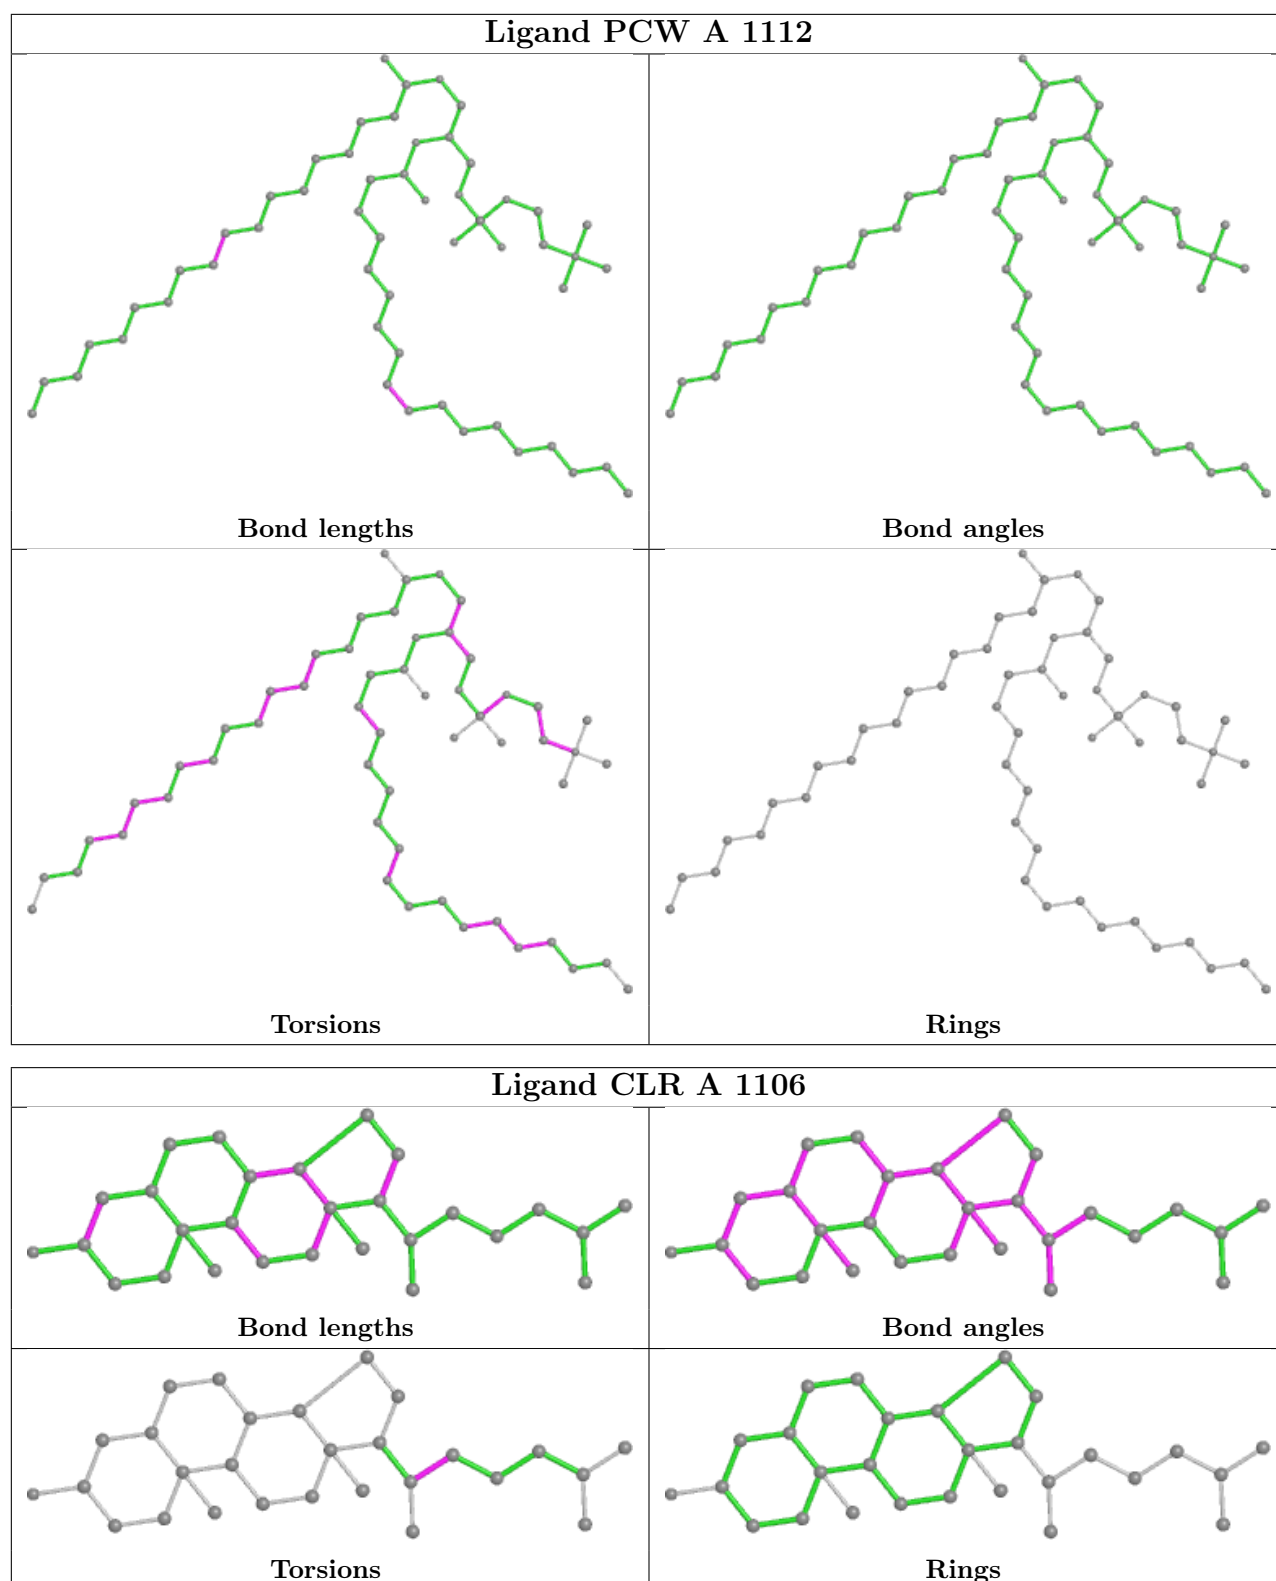 Ligand PCW A 1112
Bond lengths
Bond angles
Torsions
Rings
Ligand CLR A 1106
Bond lengths
Bond angles
Torsions
Rings